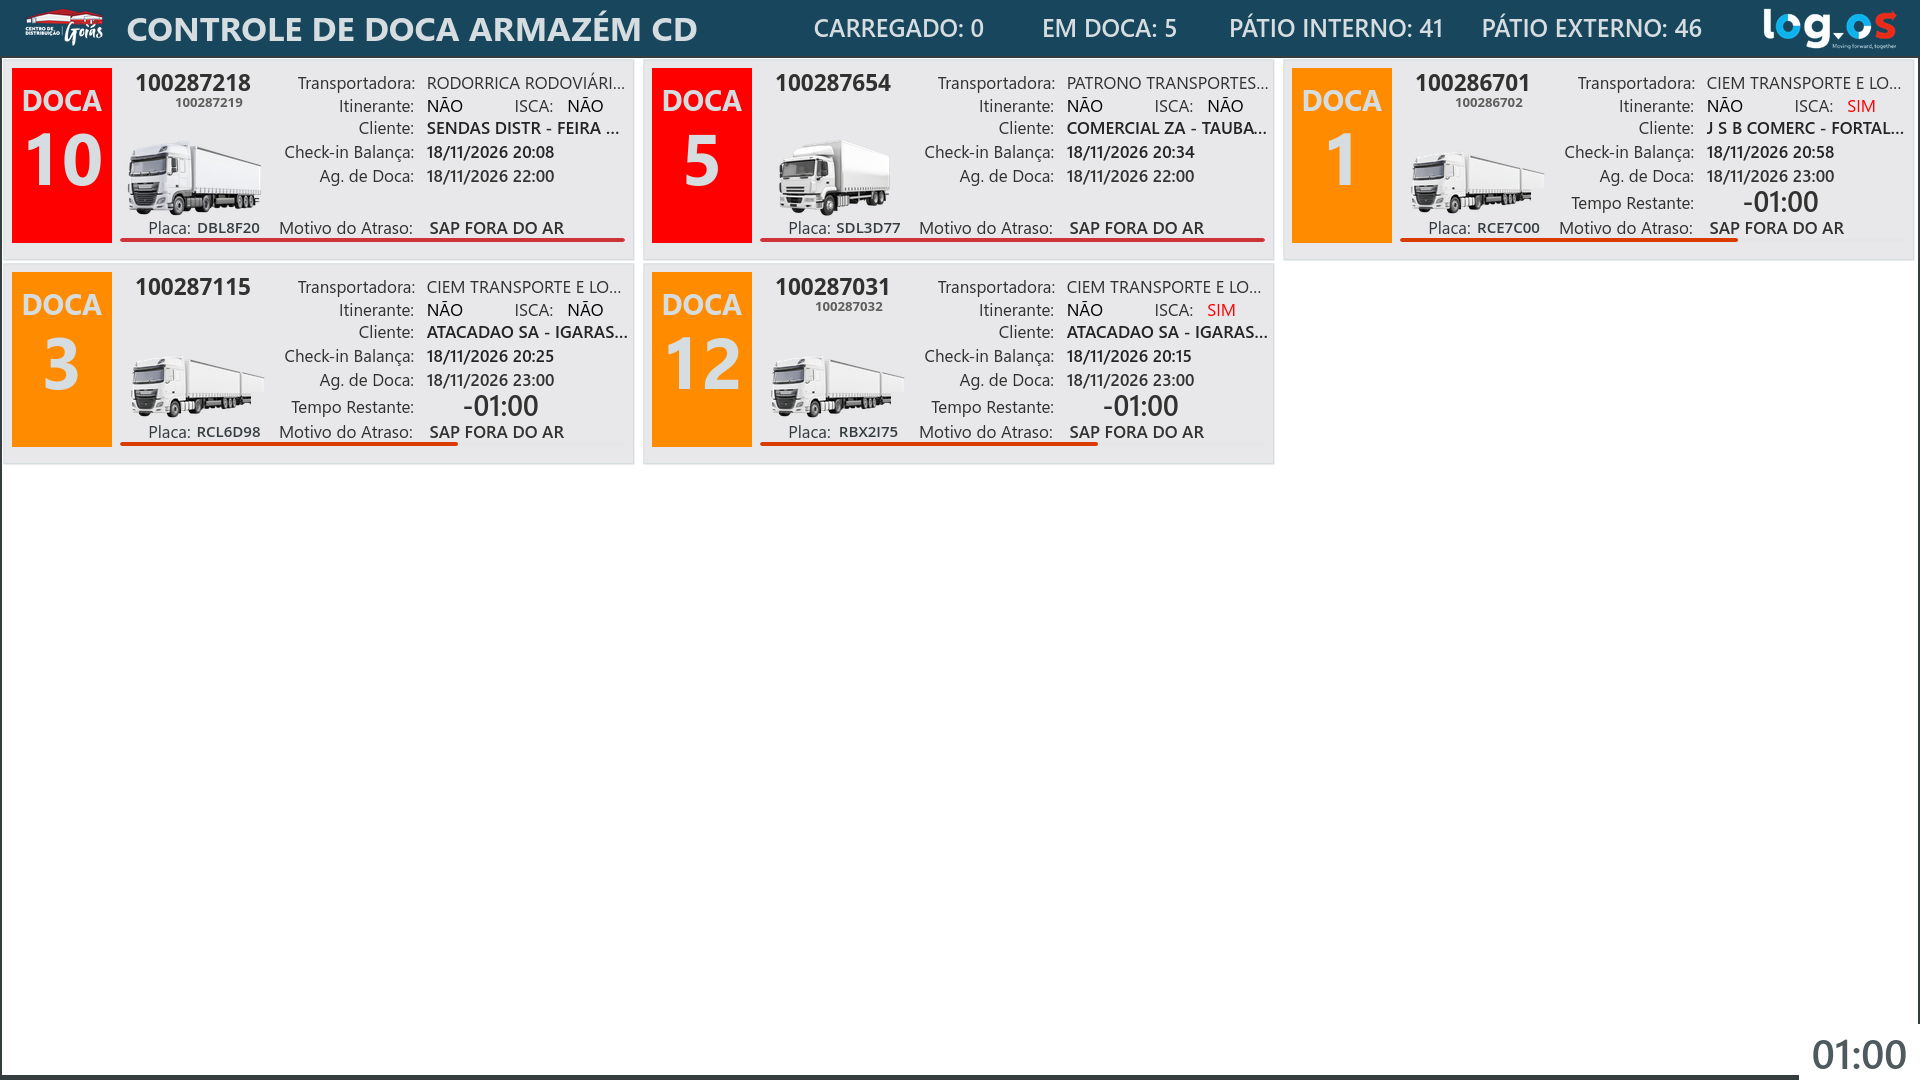 CENTRO DE DISTRIBUIÇÃO Goiás
CONTROLE DE DOCA ARMAZÉM CD
CARREGADO: 0
EM DOCA: 5
PÁTIO INTERNO: 41
PÁTIO EXTERNO: 46
log.os
Moving forward, together
DOCA
10
100287218
100287219
Transportadora: RODORRICA RODOVIÁRI...
Itinerante: NÃO ISCA: NÃO
Cliente: SENDAS DISTR - FEIRA ...
Check-in Balança: 18/11/2026 20:08
Ag. de Doca: 18/11/2026 22:00
Placa: DBL8F20 Motivo do Atraso: SAP FORA DO AR
DOCA
5
100287654
Transportadora: PATRONO TRANSPORTES...
Itinerante: NÃO ISCA: NÃO
Cliente: COMERCIAL ZA - TAUBA...
Check-in Balança: 18/11/2026 20:34
Ag. de Doca: 18/11/2026 22:00
Placa: SDL3D77 Motivo do Atraso: SAP FORA DO AR
DOCA
1
100286701
100286702
Transportadora: CIEM TRANSPORTE E LO...
Itinerante: NÃO ISCA: SIM
Cliente: J S B COMERC - FORTAL...
Check-in Balança: 18/11/2026 20:58
Ag. de Doca: 18/11/2026 23:00
Tempo Restante: -01:00
Placa: RCE7C00 Motivo do Atraso: SAP FORA DO AR
DOCA
3
100287115
Transportadora: CIEM TRANSPORTE E LO...
Itinerante: NÃO ISCA: NÃO
Cliente: ATACADAO SA - IGARAS...
Check-in Balança: 18/11/2026 20:25
Ag. de Doca: 18/11/2026 23:00
Tempo Restante: -01:00
Placa: RCL6D98 Motivo do Atraso: SAP FORA DO AR
DOCA
12
100287031
100287032
Transportadora: CIEM TRANSPORTE E LO...
Itinerante: NÃO ISCA: SIM
Cliente: ATACADAO SA - IGARAS...
Check-in Balança: 18/11/2026 20:15
Ag. de Doca: 18/11/2026 23:00
Tempo Restante: -01:00
Placa: RBX2I75 Motivo do Atraso: SAP FORA DO AR
01:00